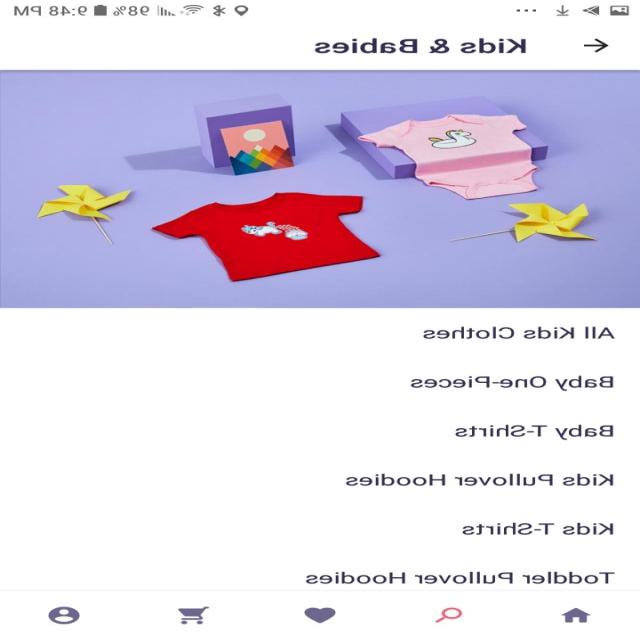 9:48 PM
98%
Kids & Babies
All Kids Clothes
Baby One-Pieces
Baby T-Shirts
Kids Pullover Hoodies
Kids T-Shirts
Toddler Pullover Hoodies